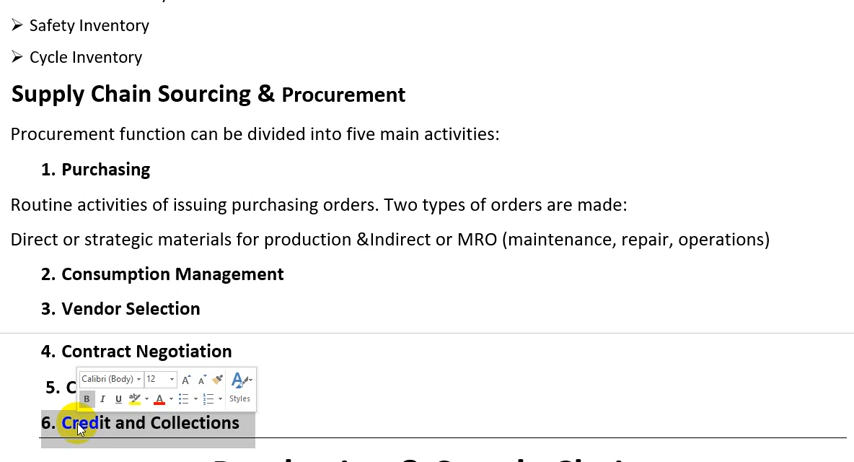 ➢ Safety Inventory
➢ Cycle Inventory
Supply Chain Sourcing & Procurement
Procurement function can be divided into five main activities:
1. Purchasing
Routine activities of issuing purchasing orders. Two types of orders are made:
Direct or strategic materials for production &Indirect or MRO (maintenance, repair, operations)
2. Consumption Management
3. Vendor Selection
4. Contract Negotiation
Calibri (Body) 12 A A A
5. C
B I U aby A Styles
6. Credit and Collections